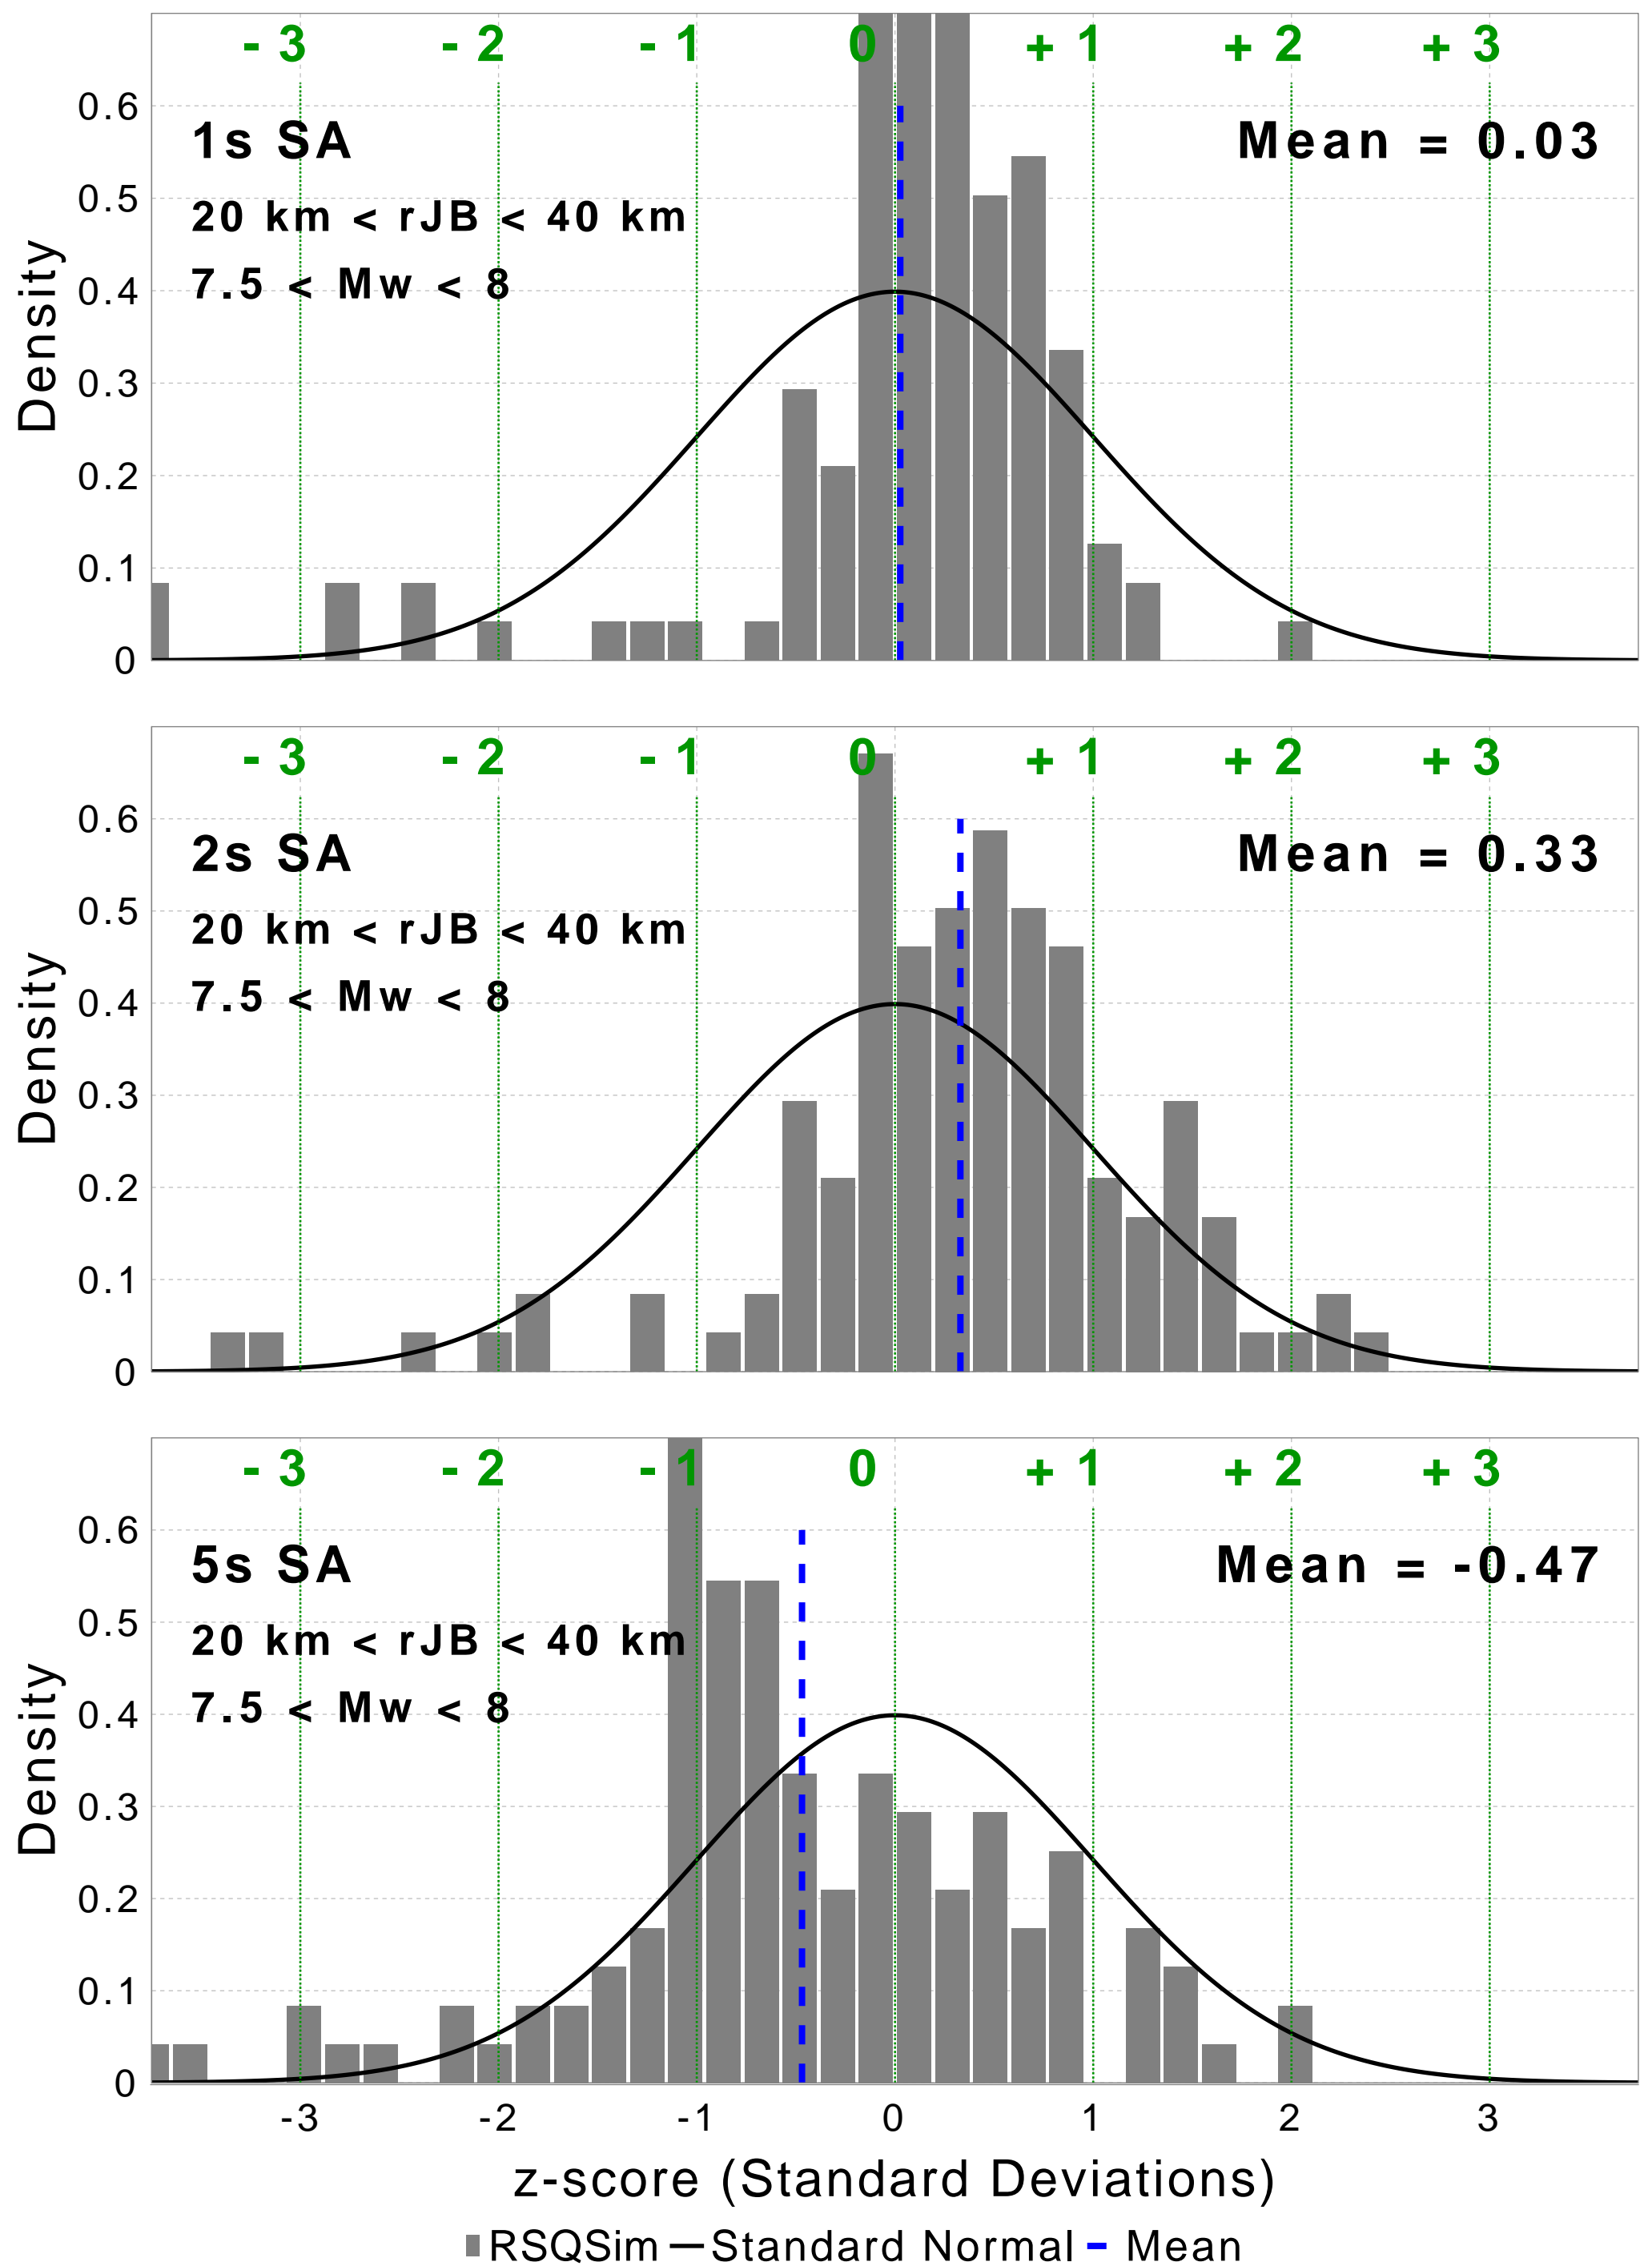 - 3 - 2 - 1 0 + 1 + 2 + 3
0.6
1s SA Mean = 0.03
0.5
20 km < rJB < 40 km
0.4
7.5 < Mw < 8
Density
0.3
0.2
0.1
0
- 3 - 2 - 1 0 + 1 + 2 + 3
0.6
2s SA Mean = 0.33
0.5
20 km < rJB < 40 km
0.4
7.5 < Mw < 8
Density
0.3
0.2
0.1
0
- 3 - 2 - 1 0 + 1 + 2 + 3
0.6
5s SA Mean = -0.47
0.5
20 km < rJB < 40 km
0.4
7.5 < Mw < 8
Density
0.3
0.2
0.1
0
-3 -2 -1 0 1 2 3
z-score (Standard Deviations)
RSQSim Standard Normal Mean